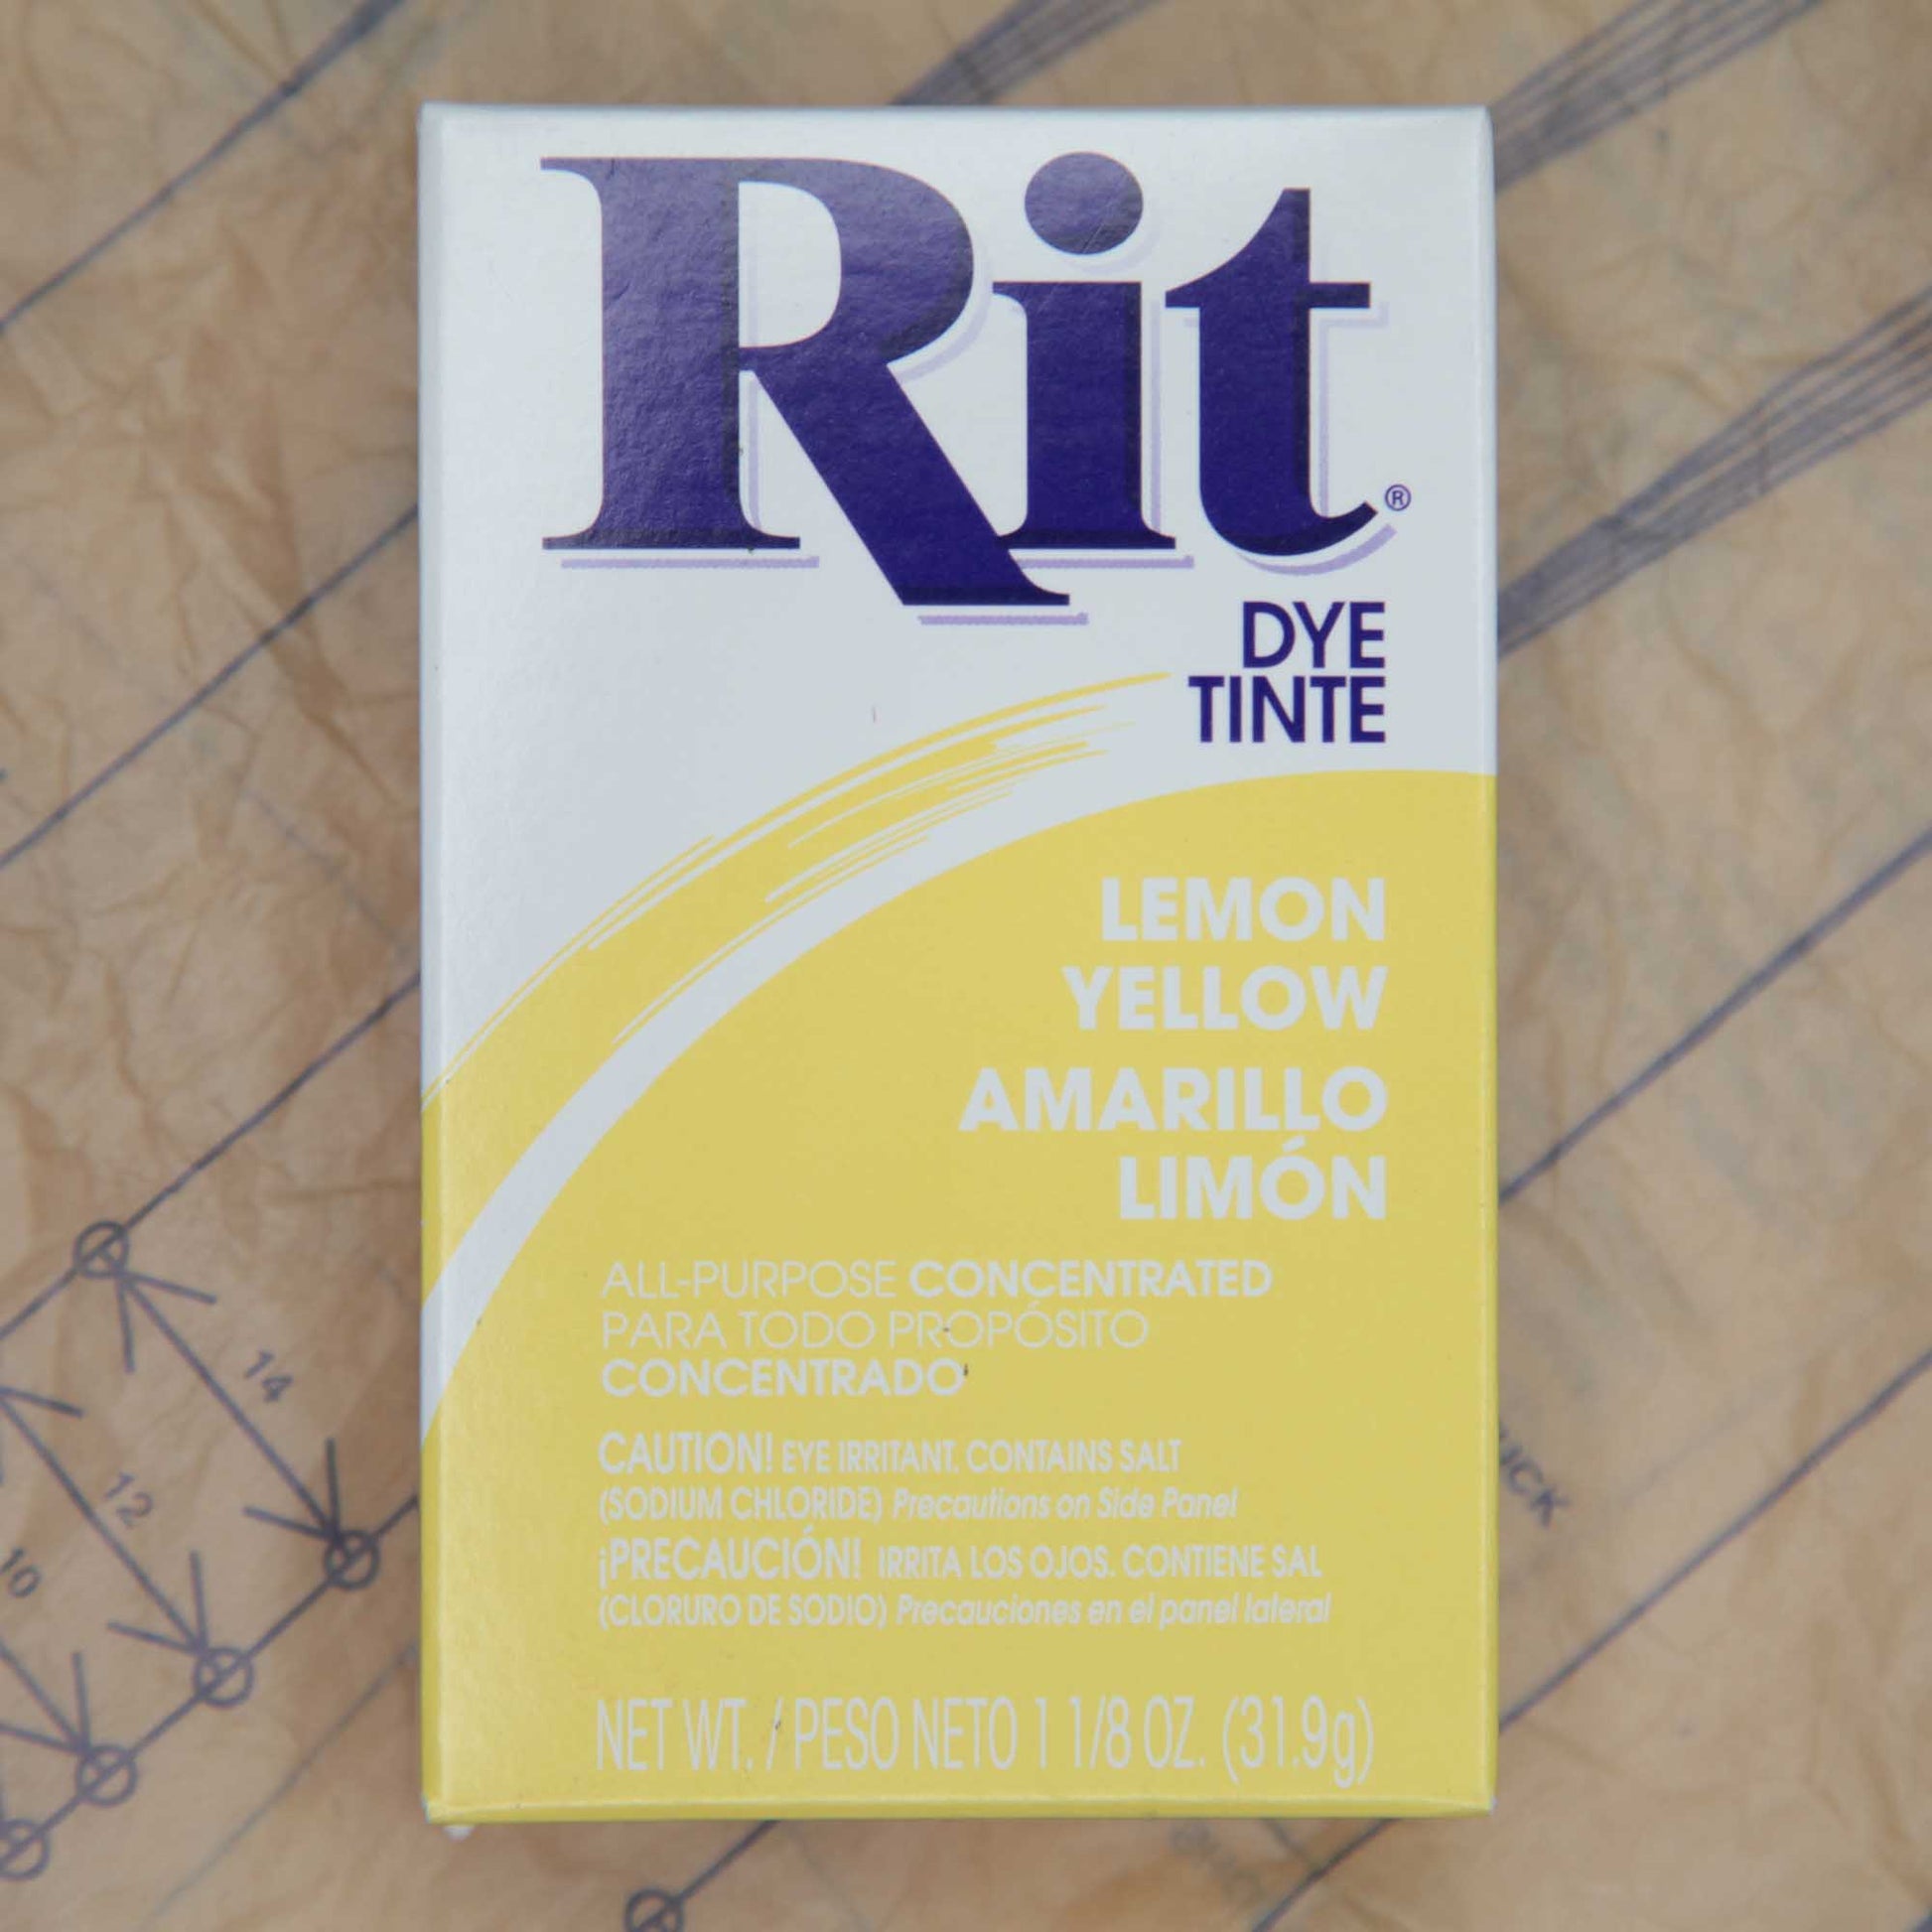 Rit®
DYE
TINTE
LEMON
YELLOW
AMARILLO
LIMÓN
ALL-PURPOSE CONCENTRATED
PARA TODO PROPÓSITO
CONCENTRADO
CAUTION! EYE IRRITANT. CONTAINS SALT
(SODIUM CHLORIDE) Precautions on Side Panel
¡PRECAUCIÓN! IRRITA LOS OJOS. CONTIENE SAL
(CLORURO DE SODIO) Precauciones en el panel lateral
NET WT. / PESO NETO 1 1/8 OZ. (31.9g)
14
12
10